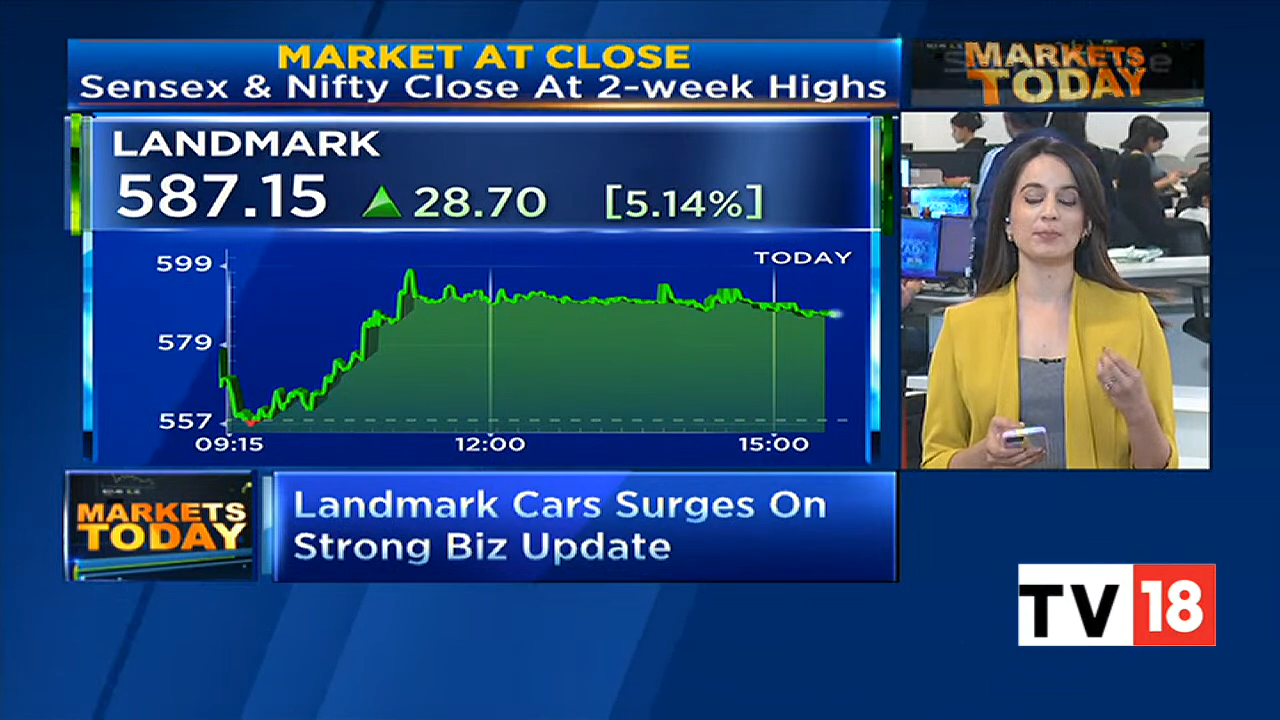 MARKET AT CLOSE
Sensex & Nifty Close At 2-week Highs
MARKETS
TODAY
LANDMARK
587.15 ▲ 28.70 [5.14%]
TODAY
599
579
557
09:15 12:00 15:00
MARKETS
TODAY
Landmark Cars Surges On
Strong Biz Update
TV 18